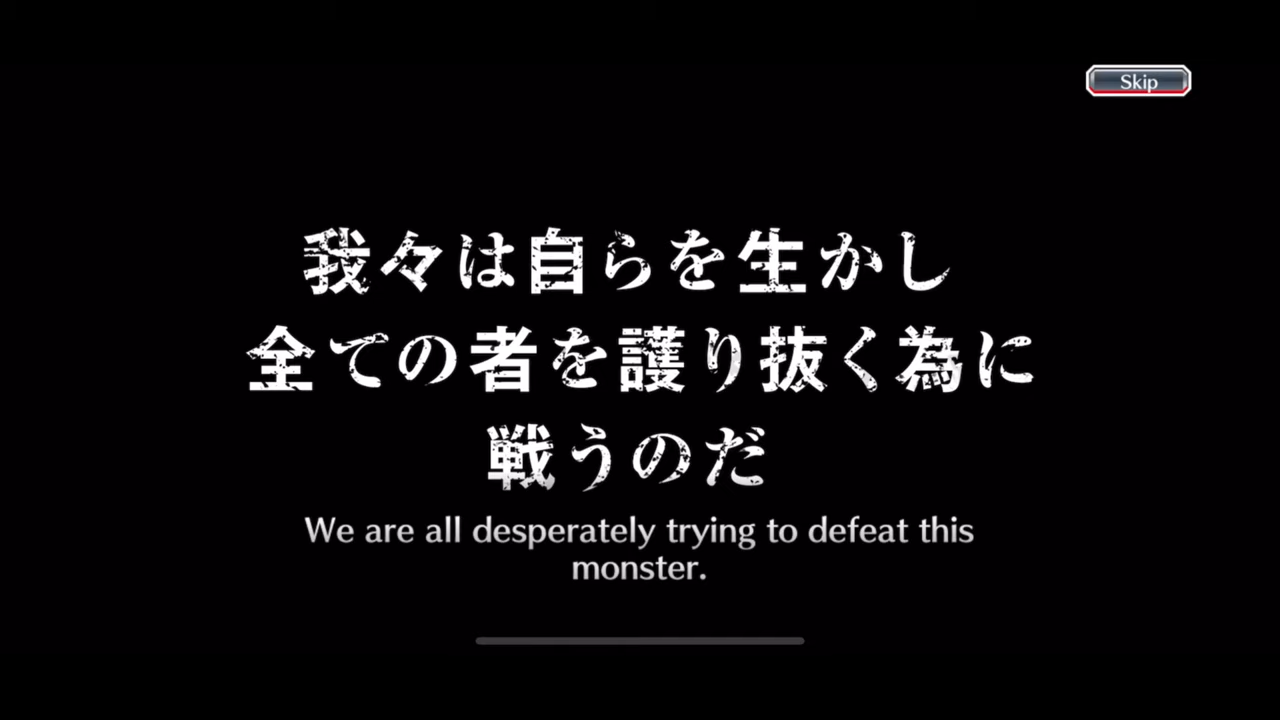 Skip
我々は自らを生かし
全ての者を護り抜く為に
戦うのだ
We are all desperately trying to defeat this
monster.